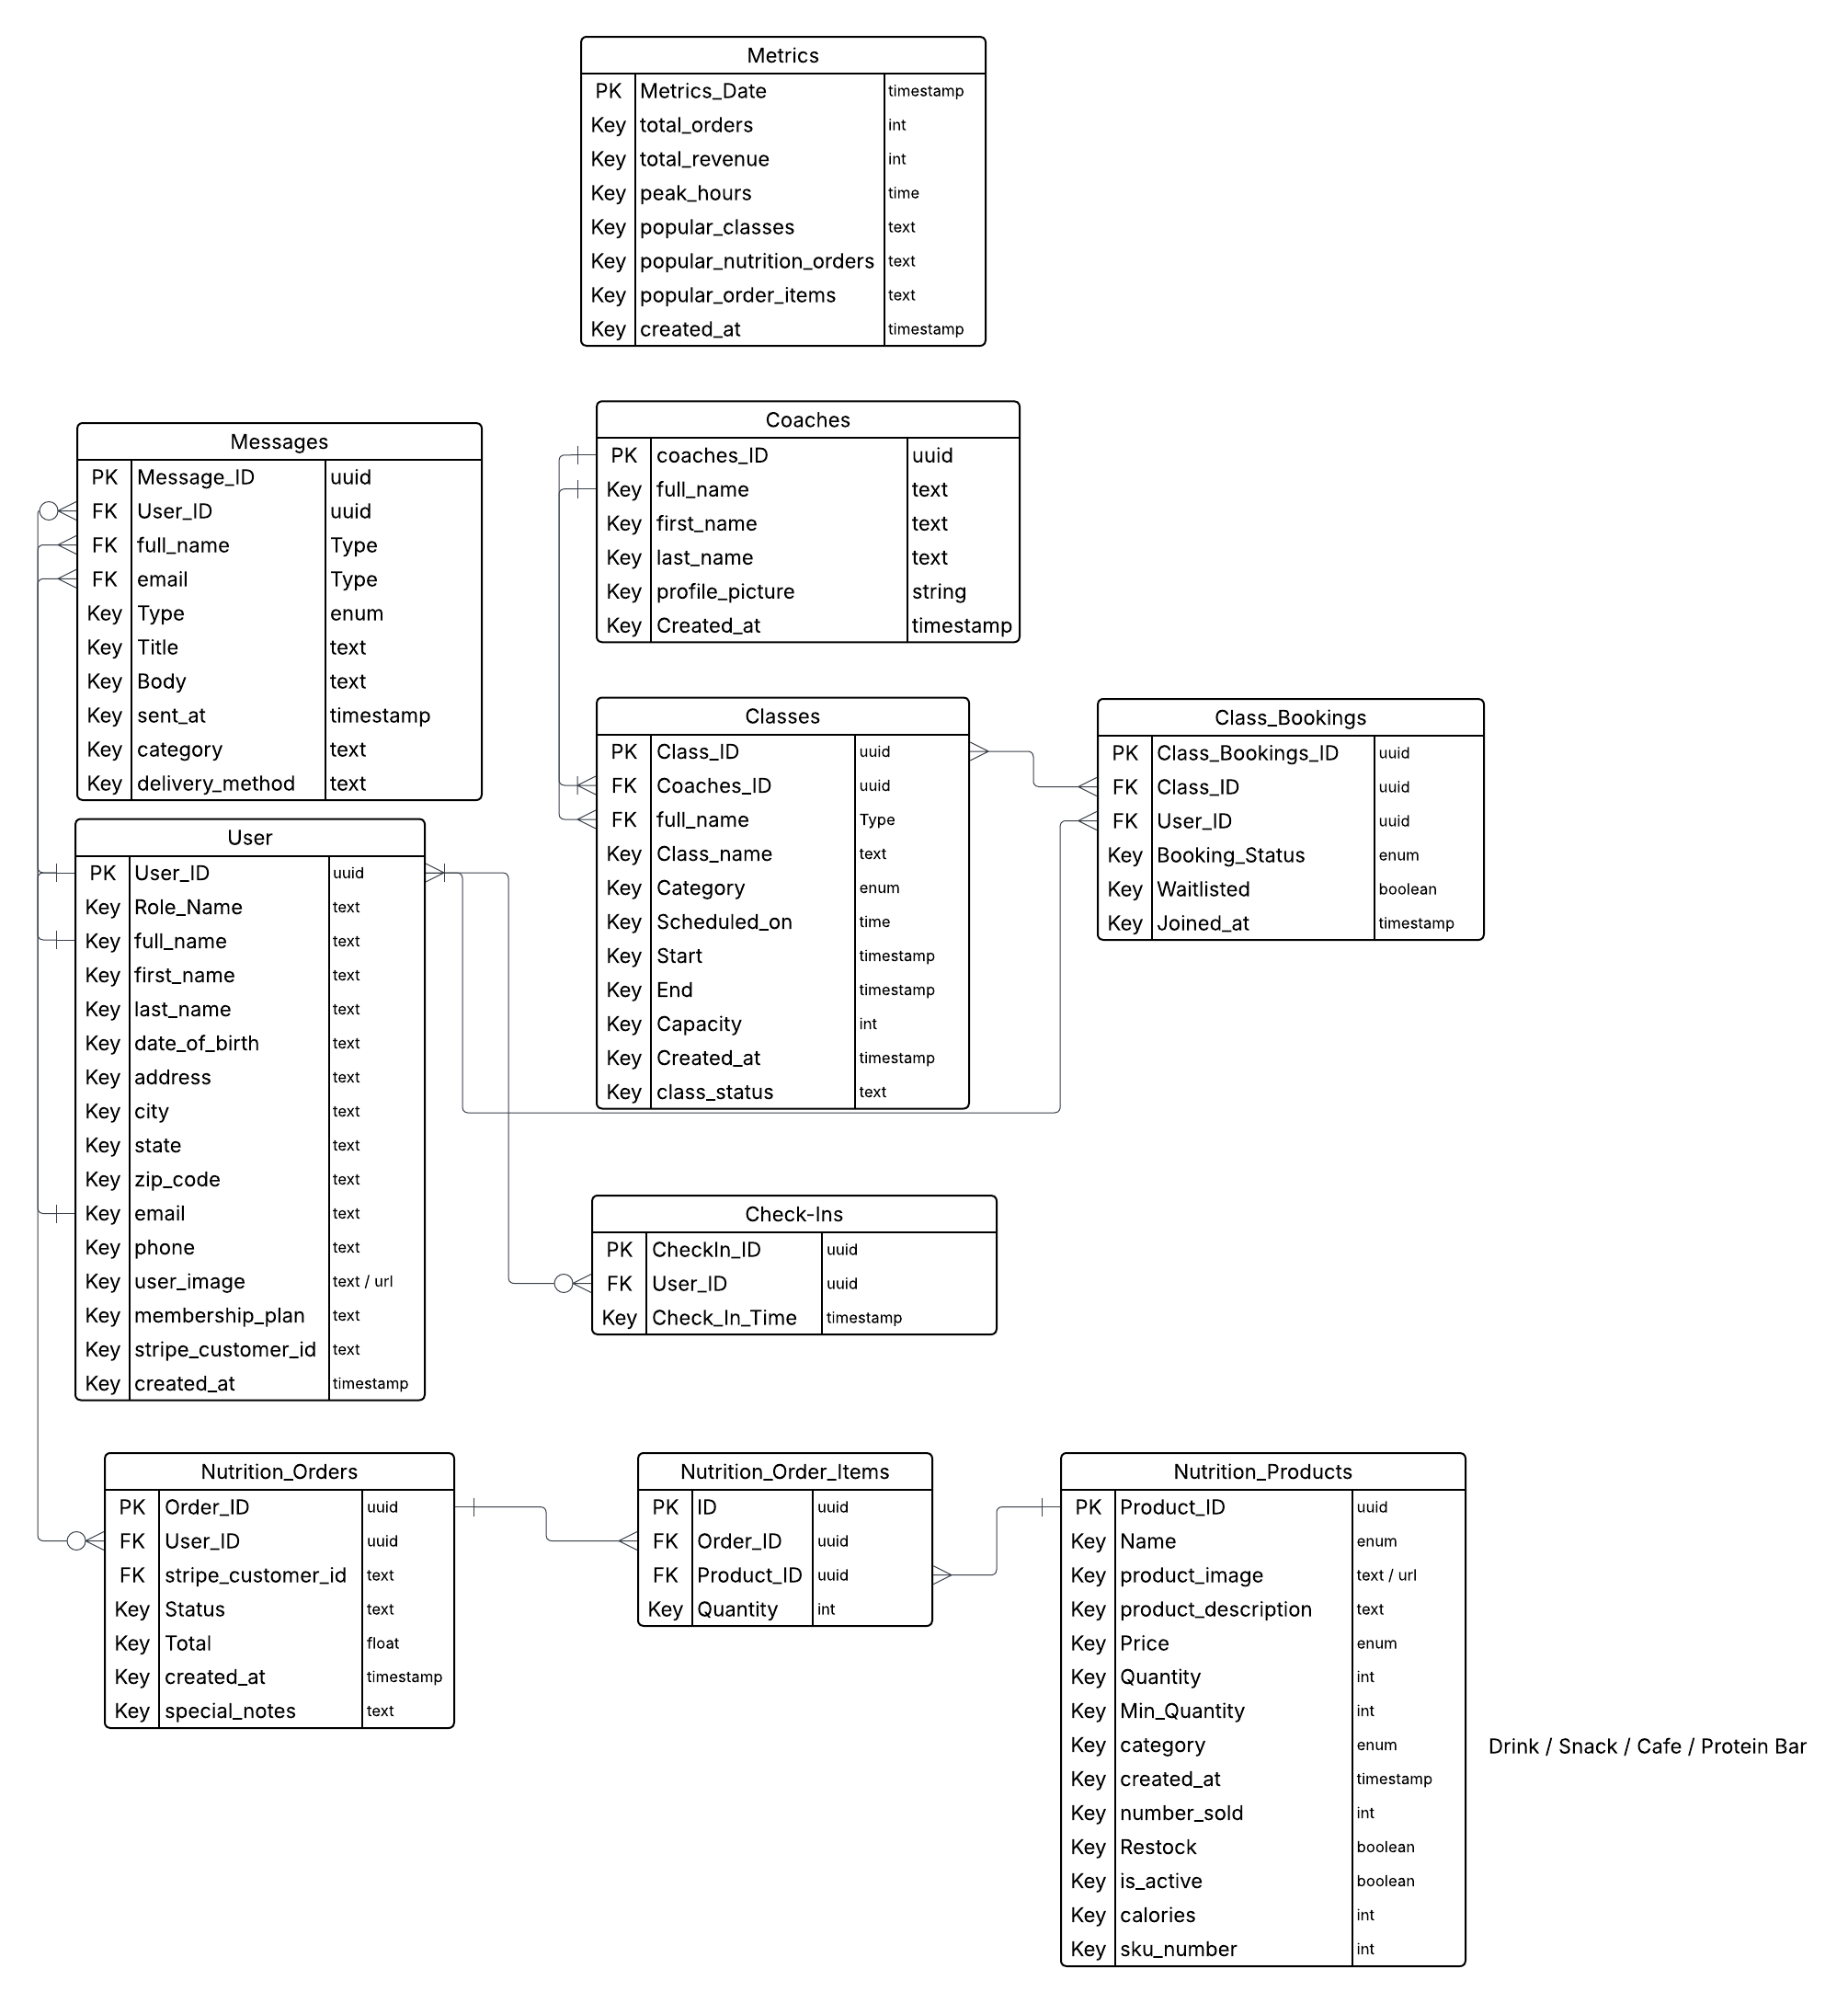 Metrics
PK Metrics_Date timestamp
Key total_orders int
Key total_revenue int
Key peak_hours time
Key popular_classes text
Key popular_nutrition_orders text
Key popular_order_items text
Key created_at timestamp
Messages
PK Message_ID uuid
FK User_ID uuid
FK full_name Type
FK email Type
Key Type enum
Key Title text
Key Body text
Key sent_at timestamp
Key category text
Key delivery_method text
Coaches
PK coaches_ID uuid
Key full_name text
Key first_name text
Key last_name text
Key profile_picture string
Key Created_at timestamp
Classes
PK Class_ID uuid
FK Coaches_ID uuid
FK full_name Type
Key Class_name text
Key Category enum
Key Scheduled_on time
Key Start timestamp
Key End timestamp
Key Capacity int
Key Created_at timestamp
Key class_status text
Class_Bookings
PK Class_Bookings_ID uuid
FK Class_ID uuid
FK User_ID uuid
Key Booking_Status enum
Key Waitlisted boolean
Key Joined_at timestamp
User
PK User_ID uuid
Key Role_Name text
Key full_name text
Key first_name text
Key last_name text
Key date_of_birth text
Key address text
Key city text
Key state text
Key zip_code text
Key email text
Key phone text
Key user_image text / url
Key membership_plan text
Key stripe_customer_id text
Key created_at timestamp
Check-Ins
PK CheckIn_ID uuid
FK User_ID uuid
Key Check_In_Time timestamp
Nutrition_Orders
PK Order_ID uuid
FK User_ID uuid
FK stripe_customer_id text
Key Status text
Key Total float
Key created_at timestamp
Key special_notes text
Nutrition_Order_Items
PK ID uuid
FK Order_ID uuid
FK Product_ID uuid
Key Quantity int
Nutrition_Products
PK Product_ID uuid
Key Name enum
Key product_image text / url
Key product_description text
Key Price enum
Key Quantity int
Key Min_Quantity int
Key category enum
Key created_at timestamp
Key number_sold int
Key Restock boolean
Key is_active boolean
Key calories int
Key sku_number int
Drink / Snack / Cafe / Protein Bar